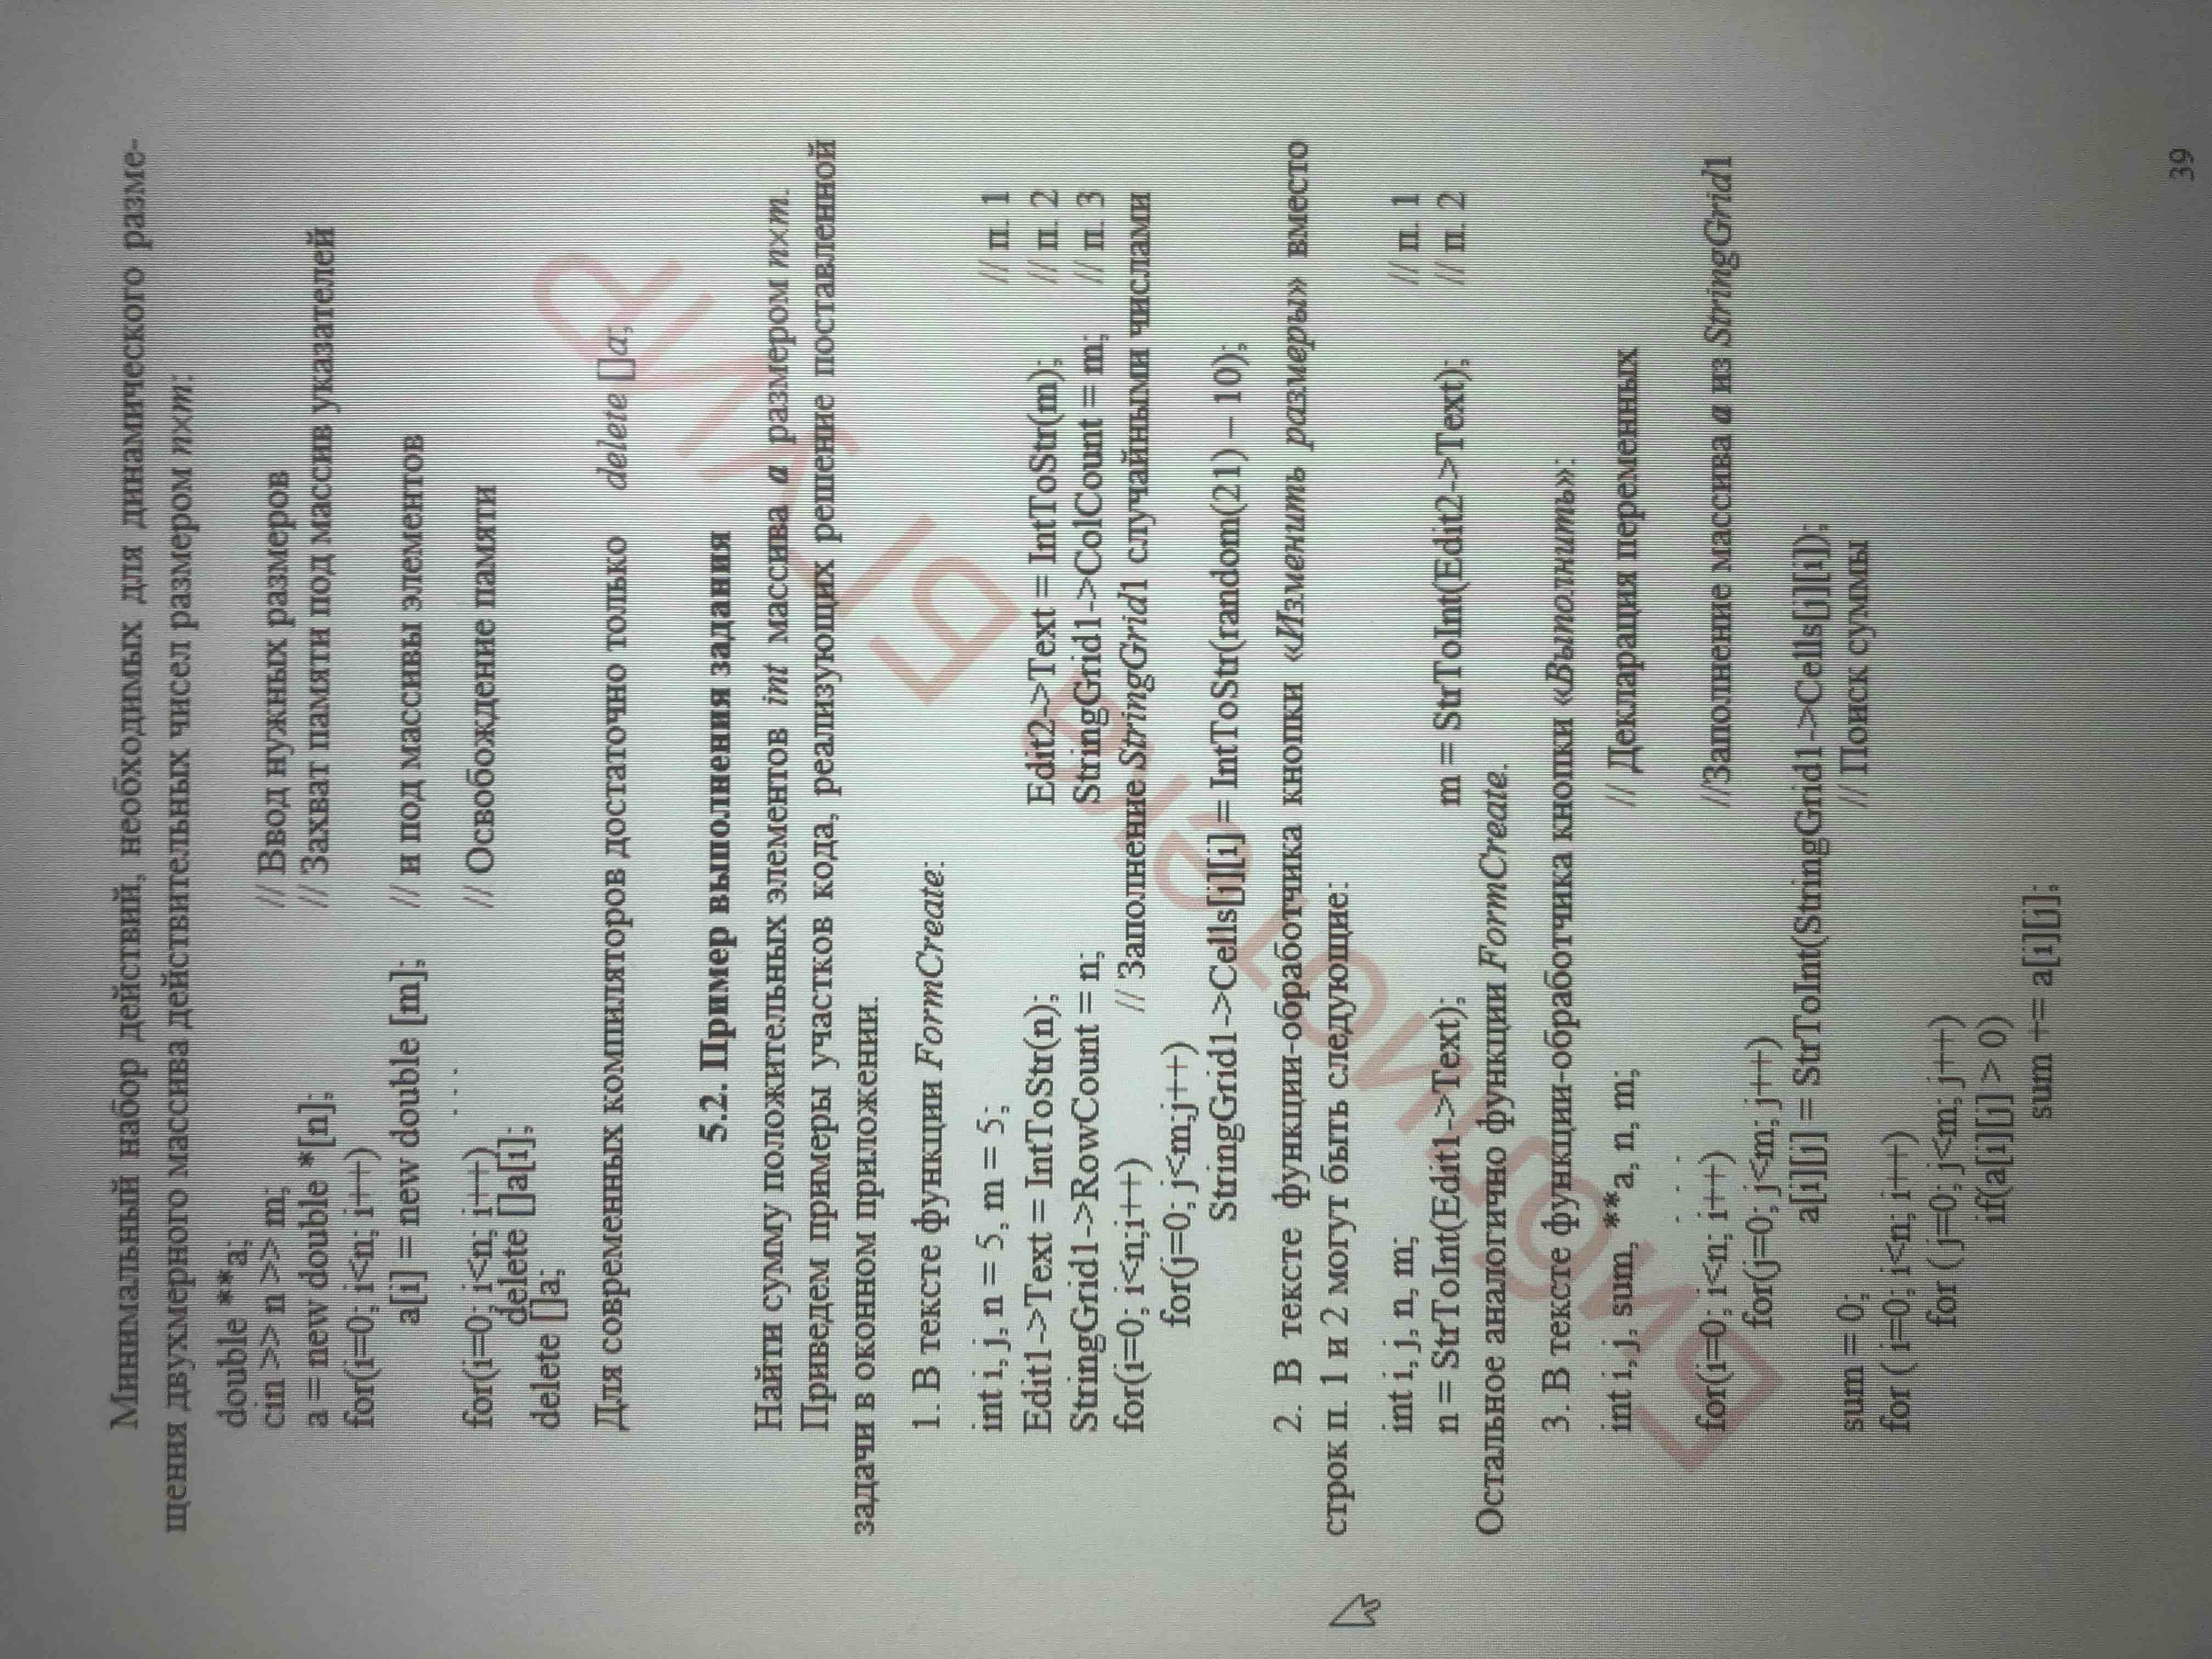 Минимальный набор действий, необходимых для динамического разме-
щения двухмерного массива действительных чисел размером n×m:
double **a;
cin >> n >> m; // Ввод нужных размеров
a = new double *[n]; // Захват памяти под массив указателей
for(i=0; i<n; i++)
a[i] = new double [m]; // и под массивы элементов
. . .
for(i=0; i<n; i++) // Освобождение памяти
delete []a[i];
delete []a;
Для современных компиляторов достаточно только delete []a;
5.2. Пример выполнения задания
Найти сумму положительных элементов int массива a размером n×m.
Приведем примеры участков кода, реализующих решение поставленной
задачи в оконном приложении.
1. В тексте функции FormCreate:
int i, j, n = 5, m = 5; // п. 1
Edit1->Text = IntToStr(n); Edit2->Text = IntToStr(m); // п. 2
StringGrid1->RowCount = n; StringGrid1->ColCount = m; // п. 3
for(i=0; i<n;i++) // Заполнение StringGrid1 случайными числами
for(j=0; j<m;j++)
StringGrid1->Cells[j][i] = IntToStr(random(21) – 10);
2. В тексте функции-обработчика кнопки «Изменить размеры» вместо
строк п. 1 и 2 могут быть следующие:
int i, j, n, m; // п. 1
n = StrToInt(Edit1->Text); m = StrToInt(Edit2->Text); // п. 2
Остальное аналогично функции FormCreate.
3. В тексте функции-обработчика кнопки «Выполнить»:
int i, j, sum, **a, n, m; // Декларация переменных
. . .
for(i=0; i<n; i++) //Заполнение массива a из StringGrid1
for(j=0; j<m; j++)
a[i][j] = StrToInt(StringGrid1->Cells[j][i]);
sum = 0; // Поиск суммы
for ( i=0; i<n; i++)
for ( j=0; j<m; j++)
if(a[i][j] > 0)
sum += a[i][j];
39
Библиотека БГУИР